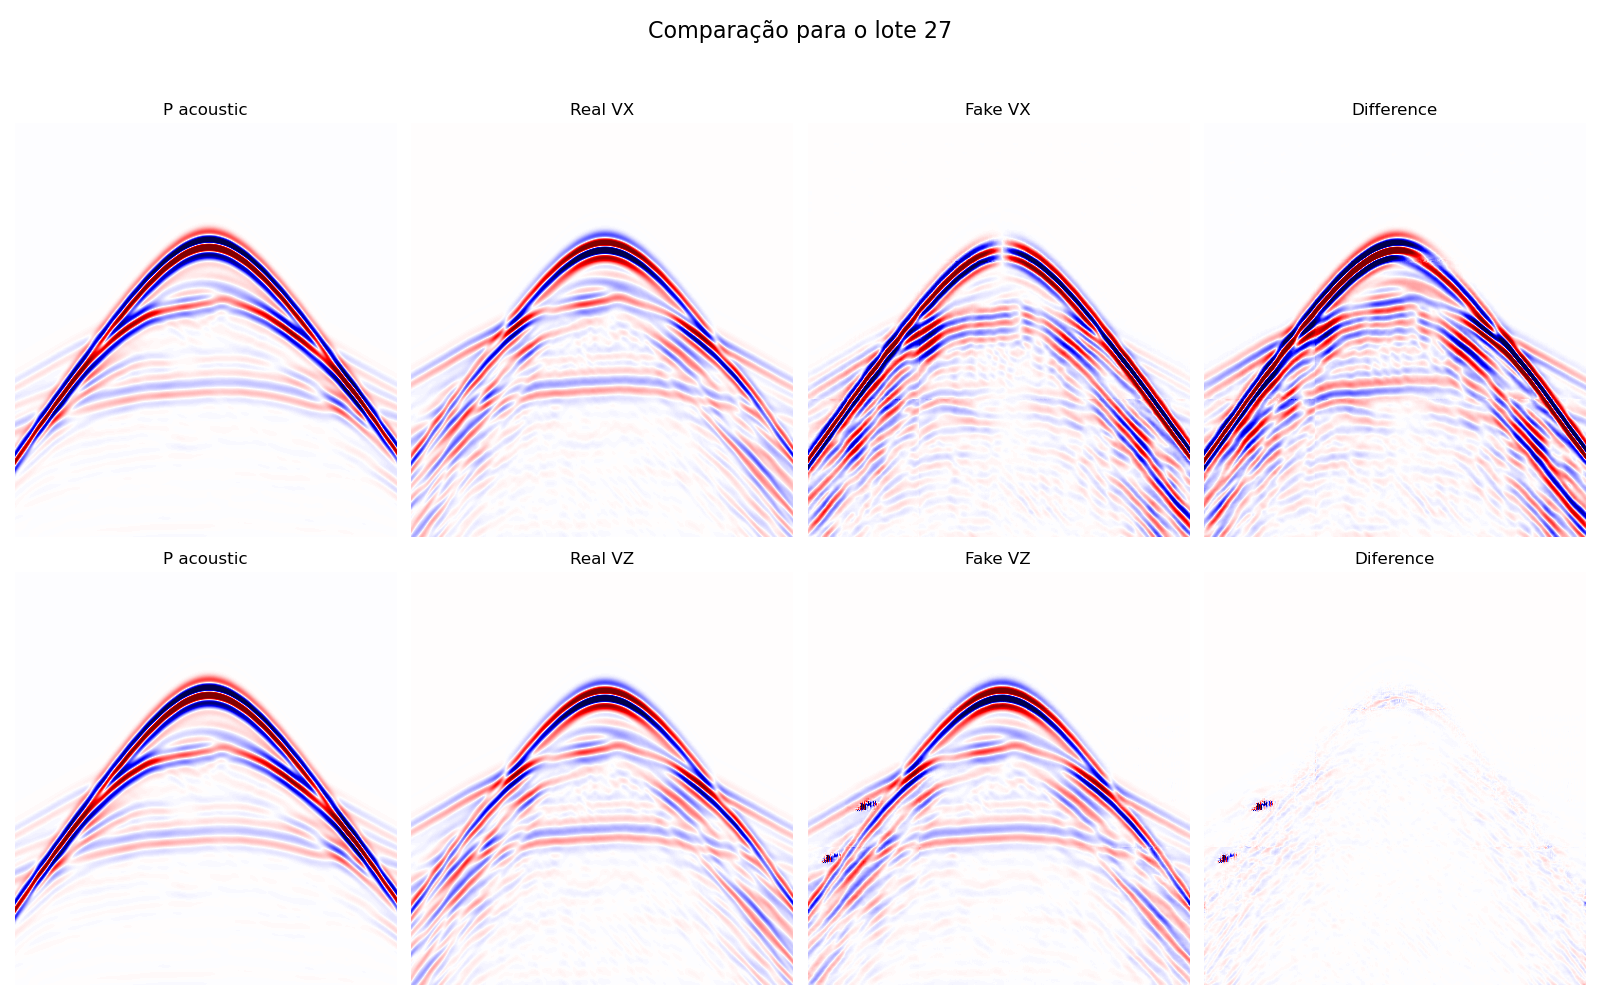 Comparação para o lote 27
P acoustic
Real VX
Fake VX
Difference
P acoustic
Real VZ
Fake VZ
Diference